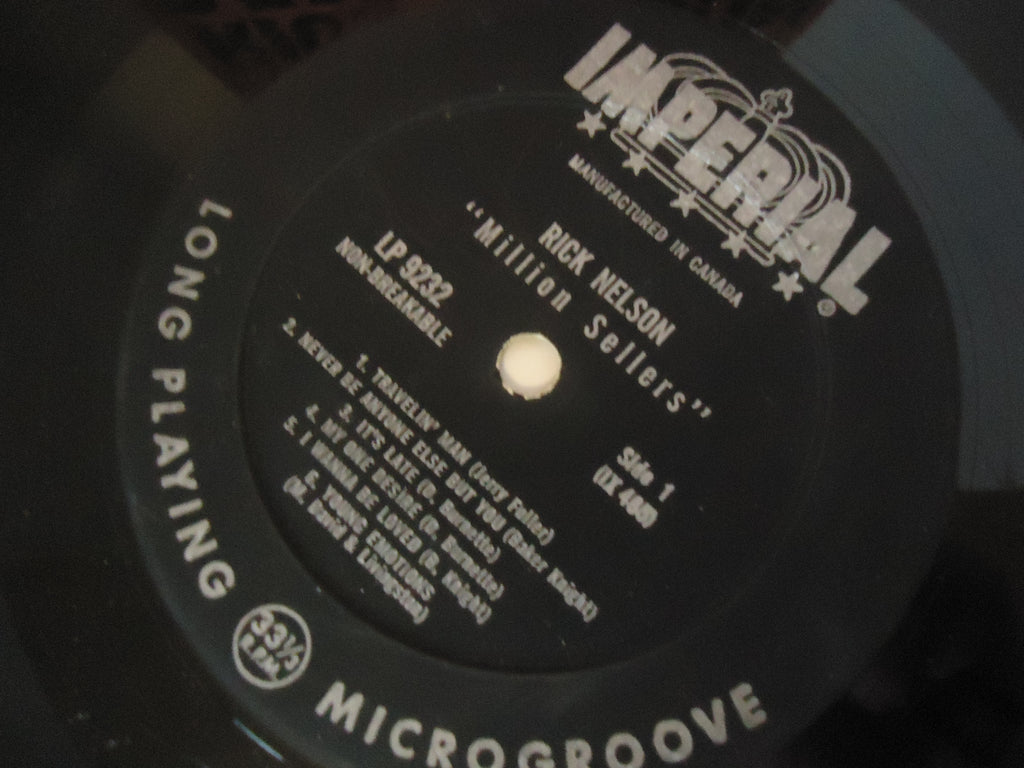 IMPERIAL ®
MANUFACTURED IN CANADA
RICK NELSON
"Million Sellers"
LP 9232
NON-BREAKABLE
Side 1
1. TRAVELIN' MAN (Jerry Fuller)
2. NEVER BE ANYONE ELSE BUT YOU (Baker Knight)
3. IT'S LATE (D. Burnette)
4. MY ONE DESIRE (D. Burnette)
5. I WANNA BE LOVED (B. Knight)
6. YOUNG EMOTIONS
(M. David & Livingston)
LONG PLAYING
33⅓
R.P.M.
MICROGROOVE